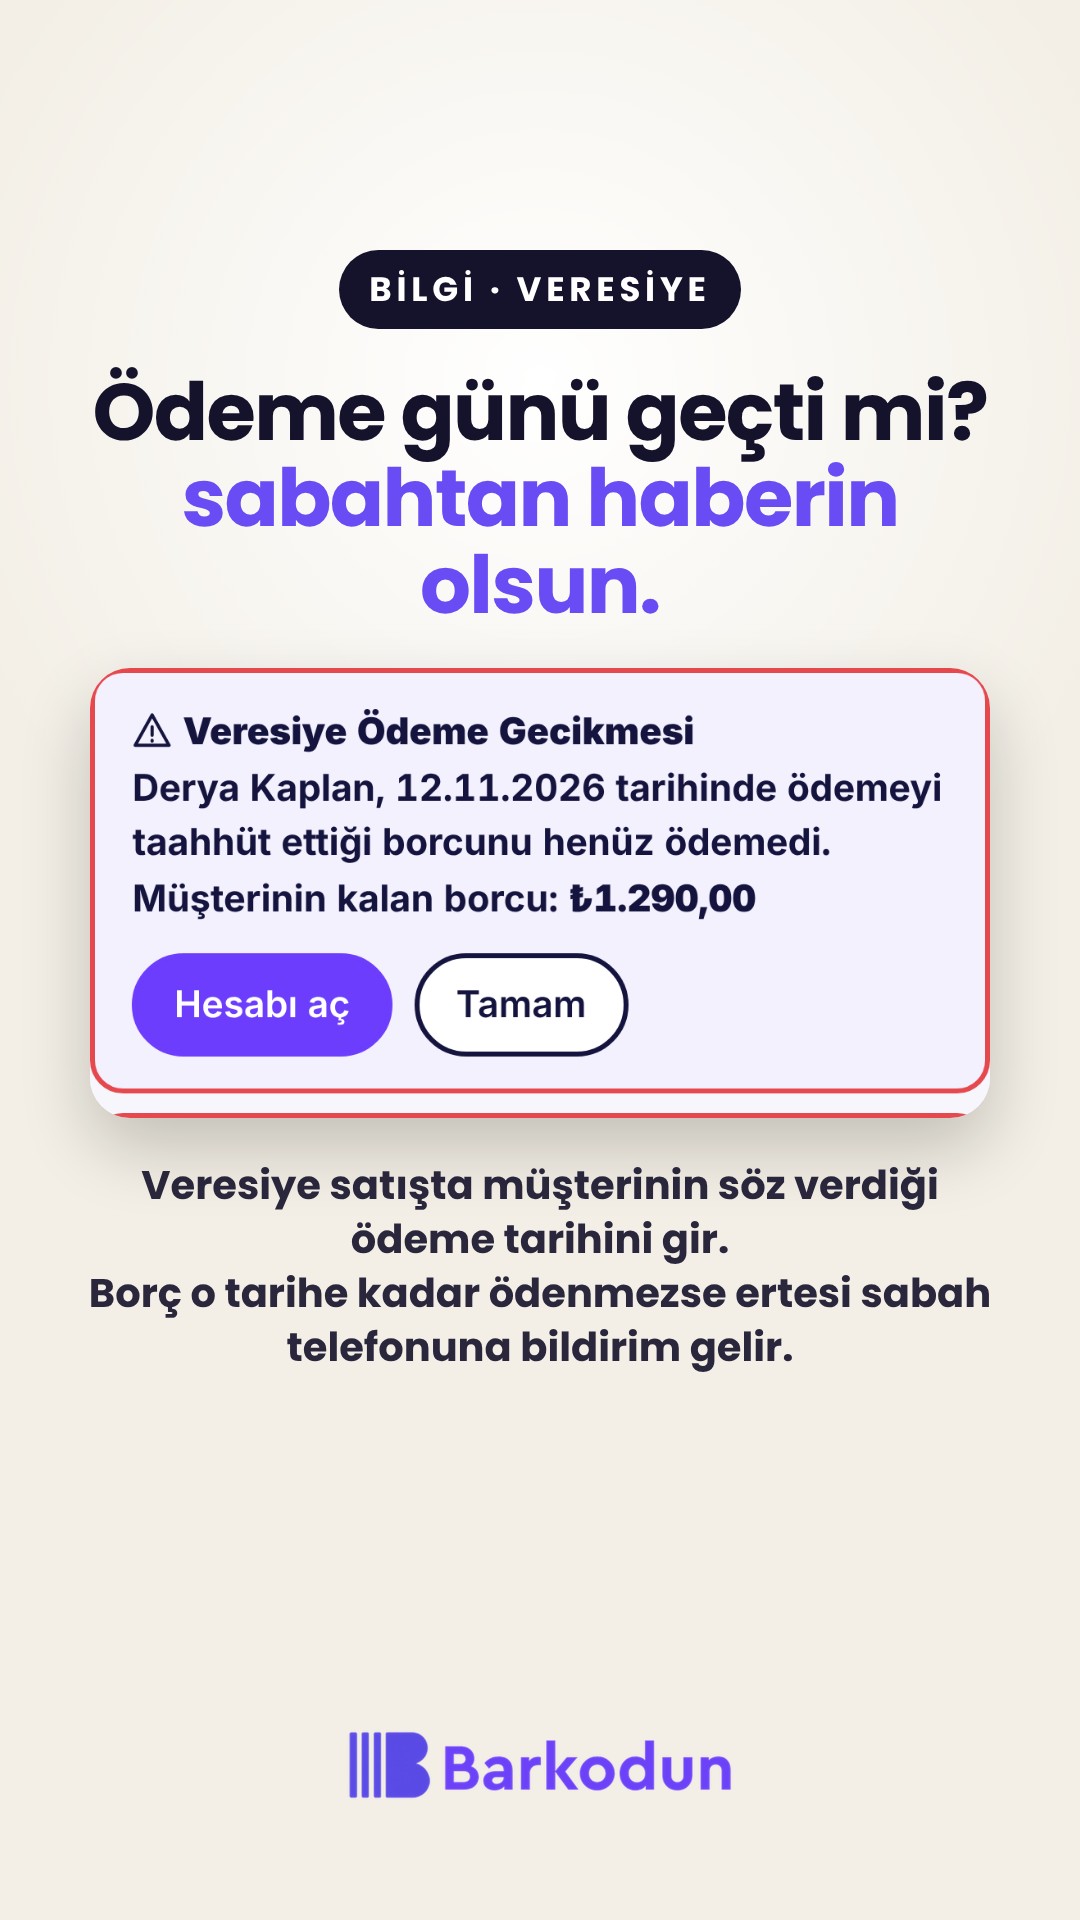 BİLGİ · VERESİYE
Ödeme günü geçti mi?
sabahtan haberin
olsun.
⚠ Veresiye Ödeme Gecikmesi
Derya Kaplan, 12.11.2026 tarihinde ödemeyi
taahhüt ettiği borcunu henüz ödemedi.
Müşterinin kalan borcu: ₺1.290,00
Hesabı aç
Tamam
Veresiye satışta müşterinin söz verdiği
ödeme tarihini gir.
Borç o tarihe kadar ödenmezse ertesi sabah
telefonuna bildirim gelir.
Barkodun